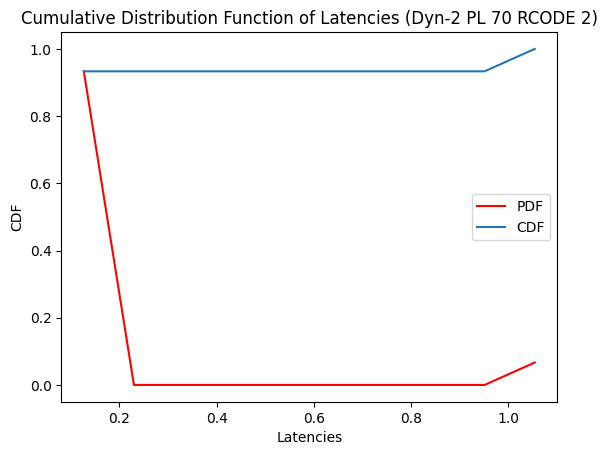 Cumulative Distribution Function of Latencies (Dyn-2 PL 70 RCODE 2)
1.0
0.8
0.6
0.4
0.2
0.0
CDF
PDF
CDF
0.2 0.4 0.6 0.8 1.0
Latencies